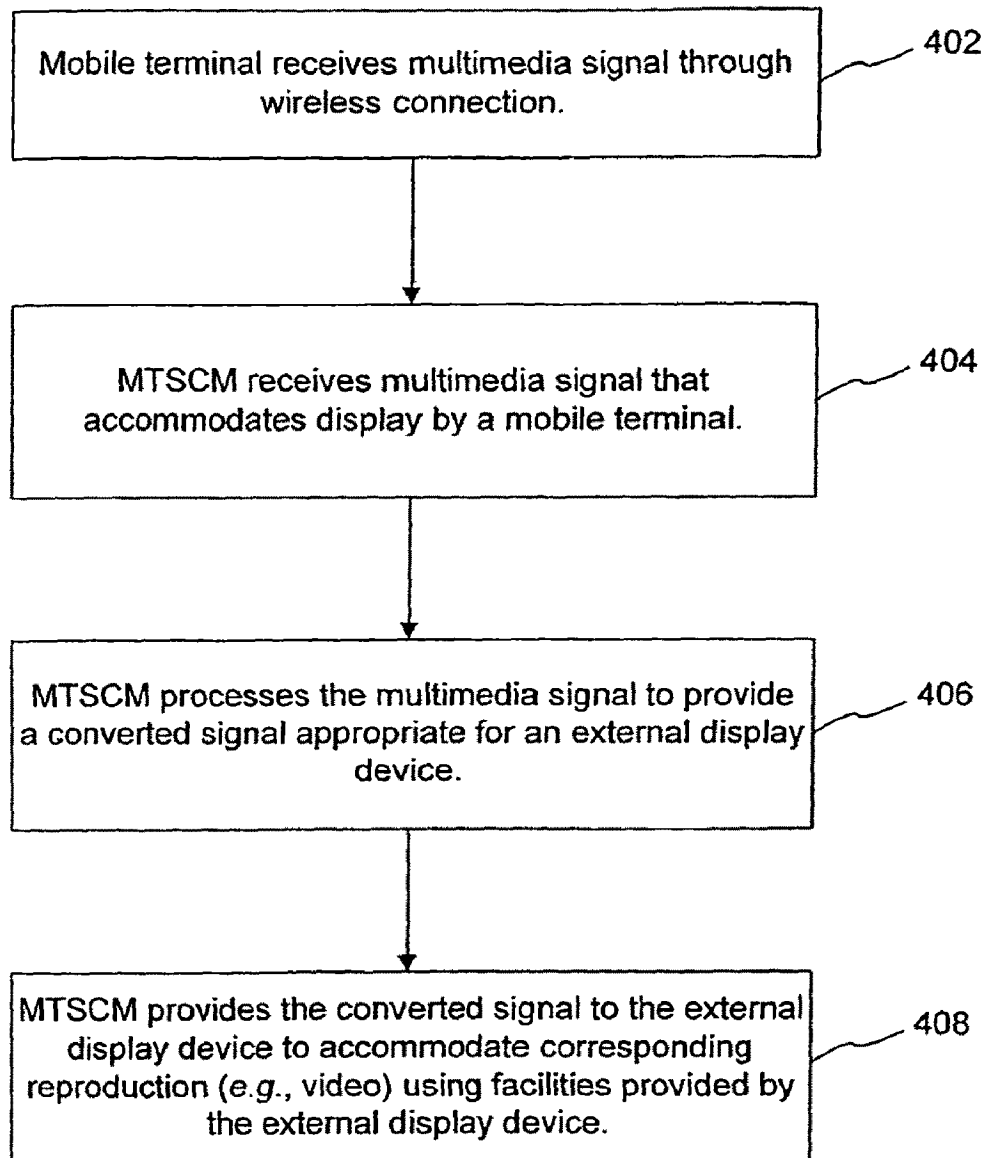 Mobile terminal receives multimedia signal through
wireless connection.
402
MTSCM receives multimedia signal that
accommodates display by a mobile terminal.
404
MTSCM processes the multimedia signal to provide
a converted signal appropriate for an external display
device.
406
MTSCM provides the converted signal to the external
display device to accommodate corresponding
reproduction (e.g., video) using facilities provided by
the external display device.
408